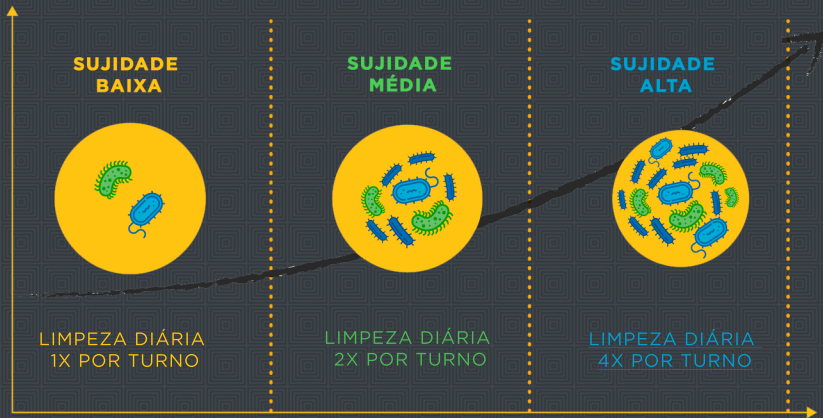 SUJIDADE
BAIXA
SUJIDADE
MÉDIA
SUJIDADE
ALTA
LIMPEZA DIÁRIA
1X POR TURNO
LIMPEZA DIÁRIA
2X POR TURNO
LIMPEZA DIÁRIA
4X POR TURNO